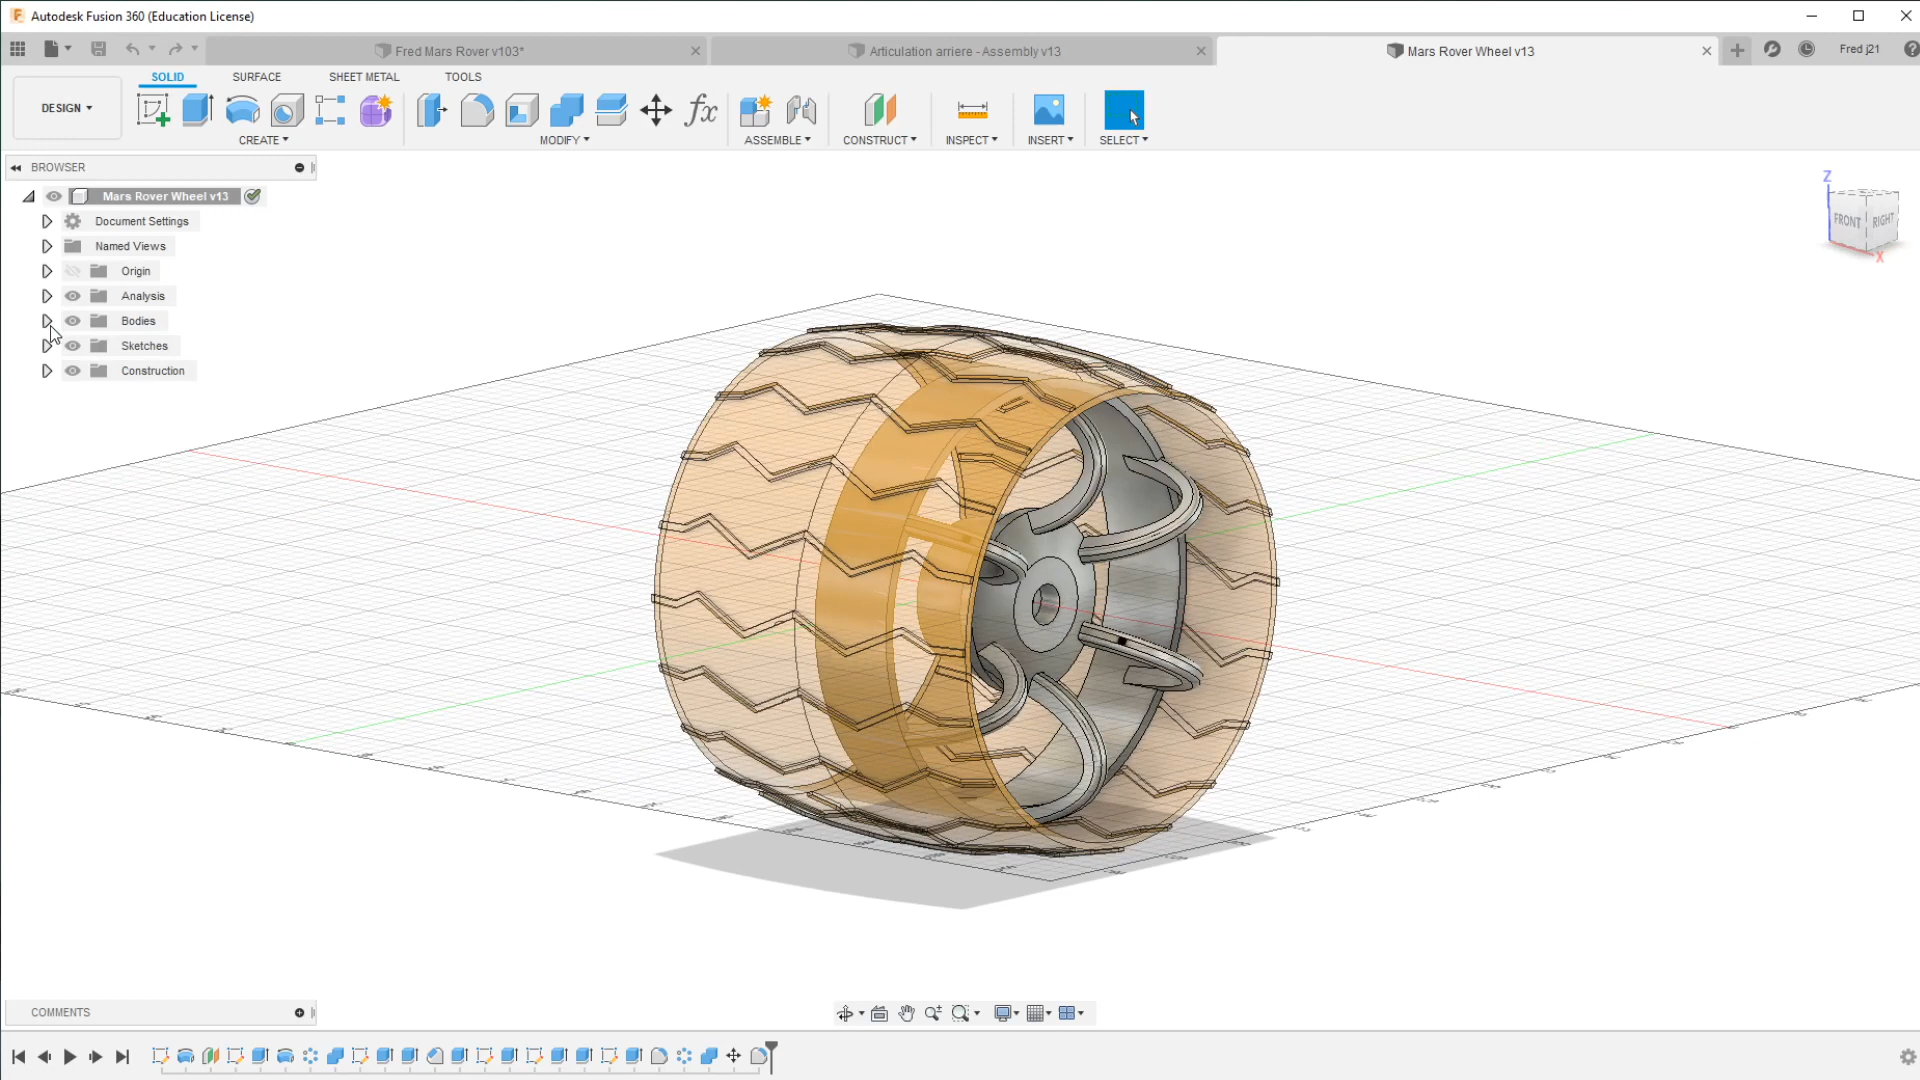 Autodesk Fusion 360 (Education License)
Fred Mars Rover v103*
Articulation arriere - Assembly v13
Mars Rover Wheel v13
Fred j21
SOLID SURFACE SHEET METAL TOOLS
DESIGN
CREATE MODIFY ASSEMBLE CONSTRUCT INSPECT INSERT SELECT
BROWSER
Mars Rover Wheel v13
Document Settings
Named Views
Origin
Analysis
Bodies
Sketches
Construction
Z
FRONT RIGHT
X
COMMENTS